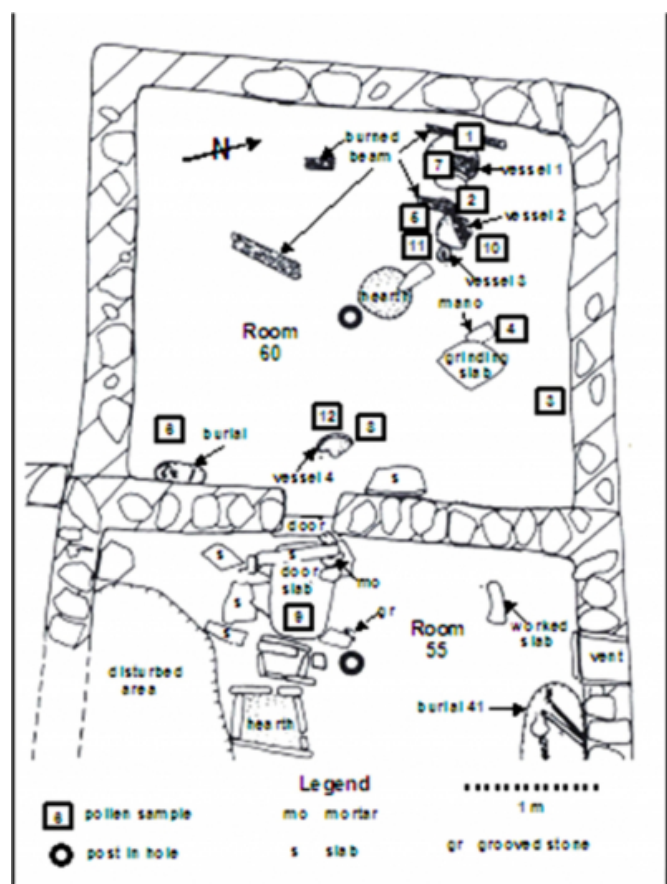 N
burned
beam
1
7
vessel 1
2
5
vessel 2
11
10
vessel 3
hearth
mano
4
Room
60
grinding
slab
3
12
8
6
burial
vessel 4
s
door
s
s
door
slab
mo
s
9
gr
s
Room
55
worked
slab
vent
disturbed
area
hearth
burial 41
Legend
6 pollen sample
mo mortar
1 m
post in hole
s slab
gr grooved stone